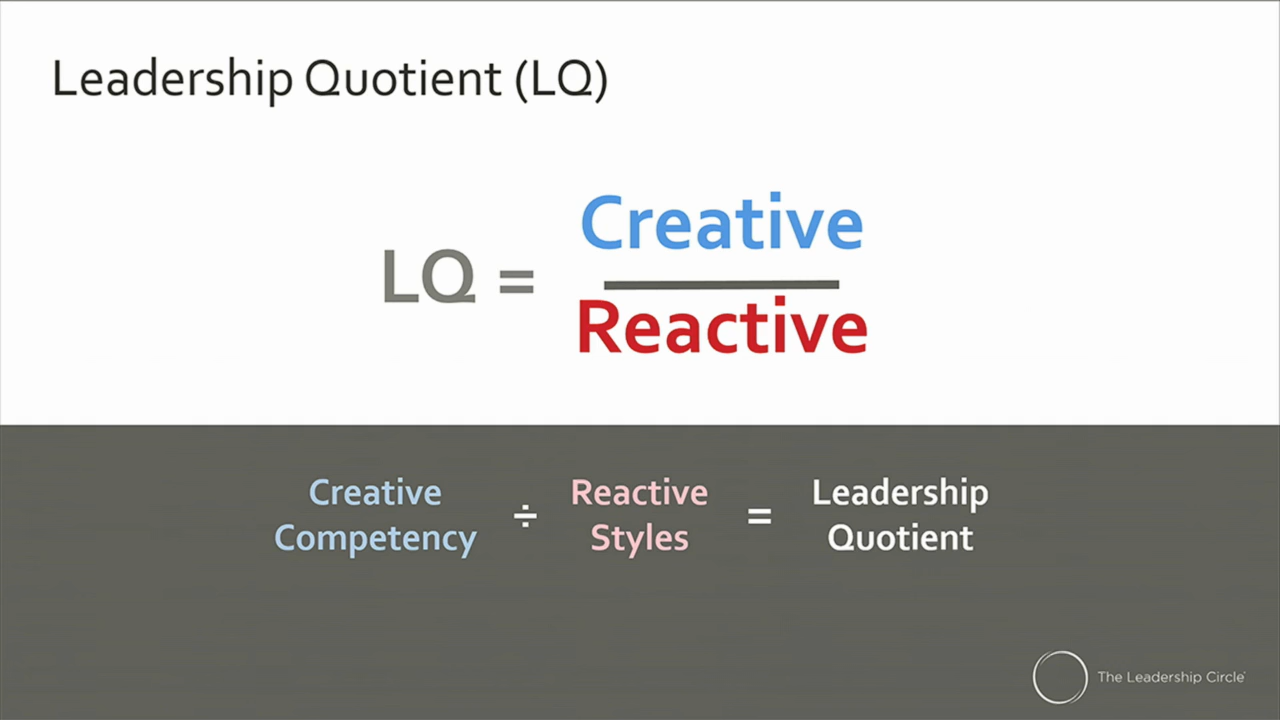 Leadership Quotient (LQ)
LQ =
Creative
Reactive
Creative
Competency
÷
Reactive
Styles
=
Leadership
Quotient
The Leadership Circle